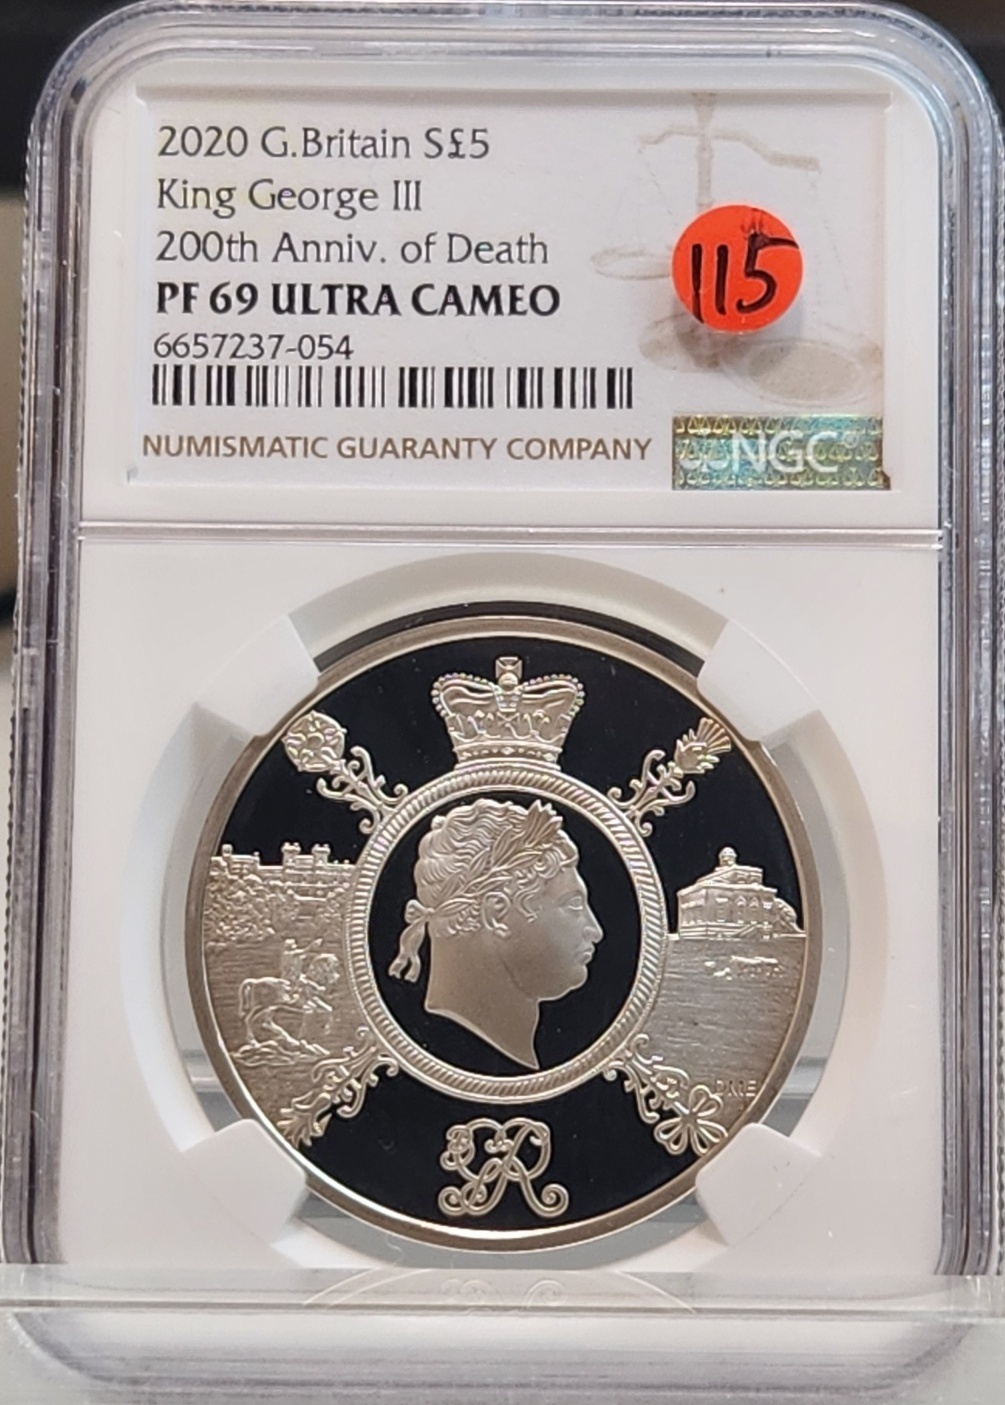 2020 G.Britain S£5
King George III
200th Anniv. of Death
PF 69 ULTRA CAMEO
6657237-054
NUMISMATIC GUARANTY COMPANY
NGC®
115
GR